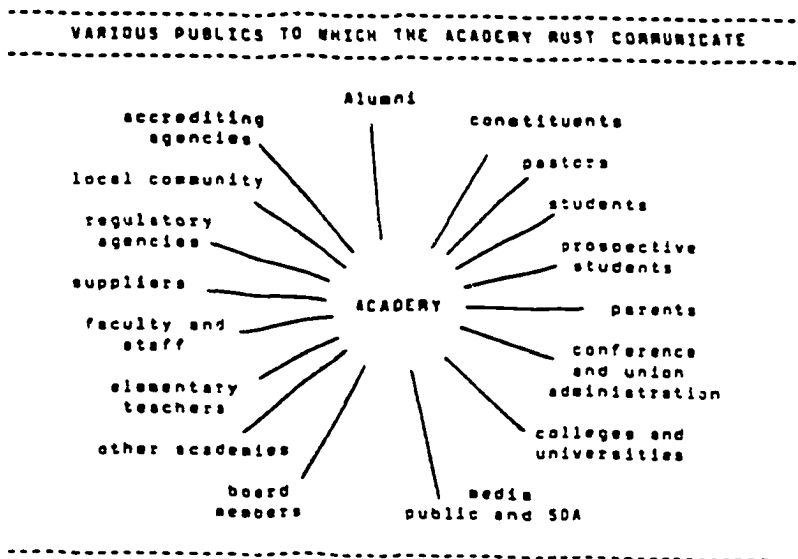 VARIOUS PUBLICS TO WHICH THE ACADEMY MUST COMMUNICATE
Alumni
accrediting
agencies
constituents
pastors
local community
students
regulatory
agencies
prospective
students
suppliers
ACADEMY
parents
faculty and
staff
conference
and union
administration
elementary
teachers
colleges and
universities
other academies
board
members
media
public and SDA